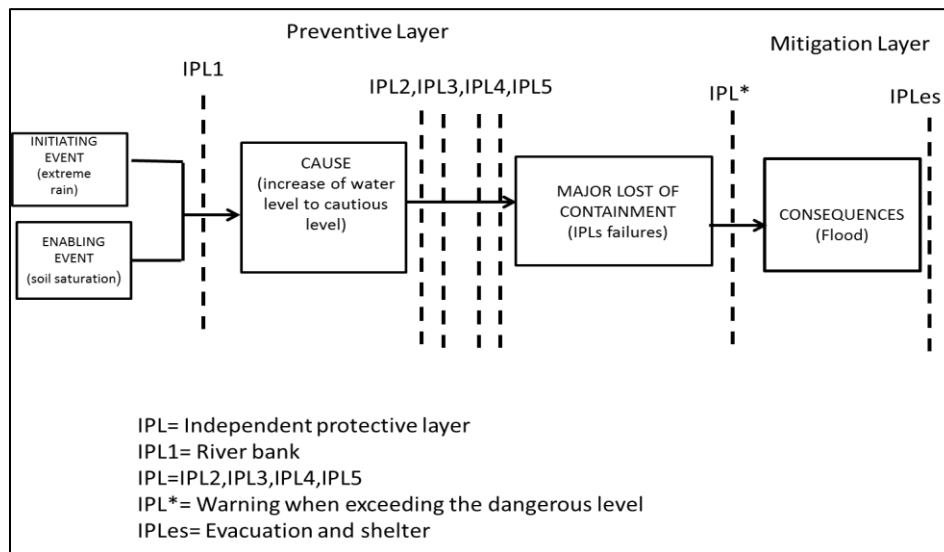 Preventive Layer
Mitigation Layer
IPL1
IPL2,IPL3,IPL4,IPL5
IPL*
IPLes
INITIATING
EVENT
(extreme
rain)
ENABLING
EVENT
(soil saturation)
CAUSE
(increase of water
level to cautious
level)
MAJOR LOST OF
CONTAINMENT
(IPLs failures)
CONSEQUENCES
(Flood)
IPL= Independent protective layer
IPL1= River bank
IPL=IPL2,IPL3,IPL4,IPL5
IPL*= Warning when exceeding the dangerous level
IPLes= Evacuation and shelter